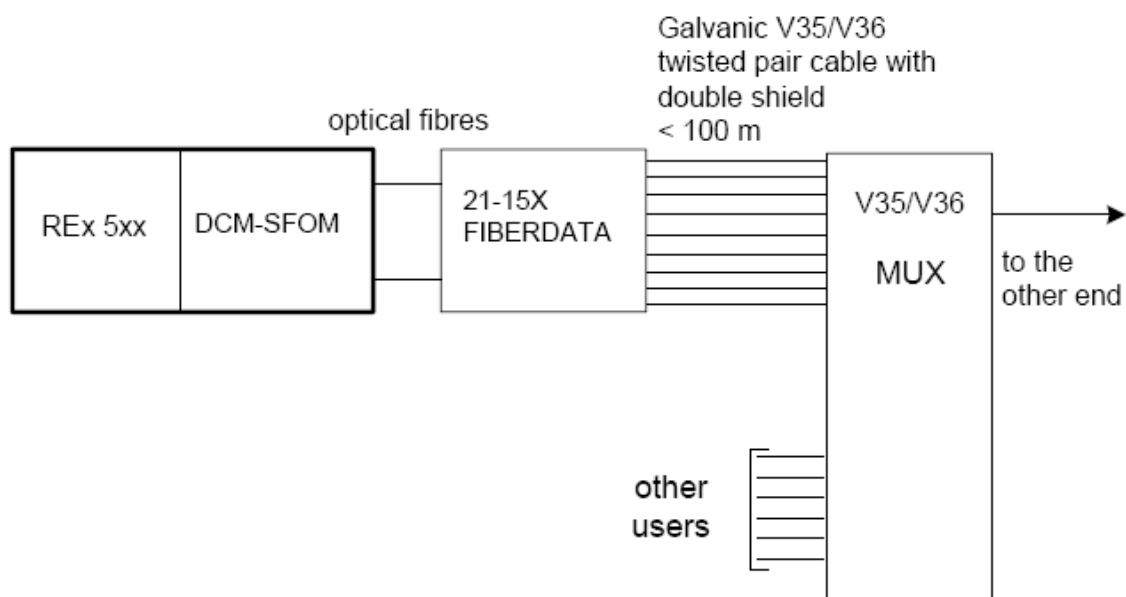 Galvanic V35/V36
twisted pair cable with
double shield
< 100 m
optical fibres
REx 5xx
DCM-SFOM
21-15X
FIBERDATA
V35/V36
MUX
to the
other end
other
users